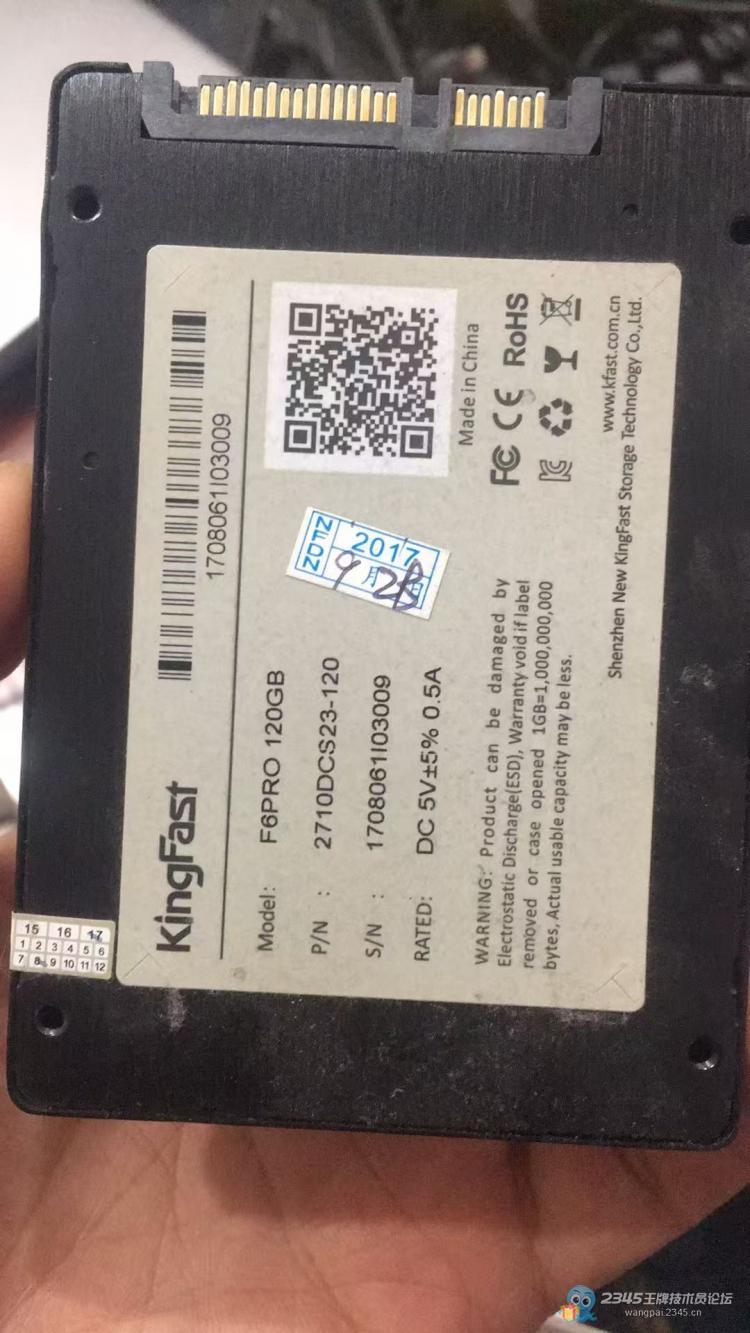 KingFast
1708061I03009
Model: F6PRO 120GB
P/N : 2710DCS23-120
S/N : 1708061I03009
RATED: DC 5V±5% 0.5A
WARNING: Product can be damaged by
Electrostatic Discharge(ESD), Warranty void if label
removed or case opened 1GB=1,000,000,000
bytes, Actual usable capacity may be less.
Made in China
FC CE RoHS
www.kfast.com.cn
Shenzhen New KingFast Storage Technology Co.,Ltd.
NFDN
2017
9月2日
15 16 17
1 2 3 4 5 6
7 8 9 10 11 12
2345王牌技术员论坛
wangpai.2345.cn